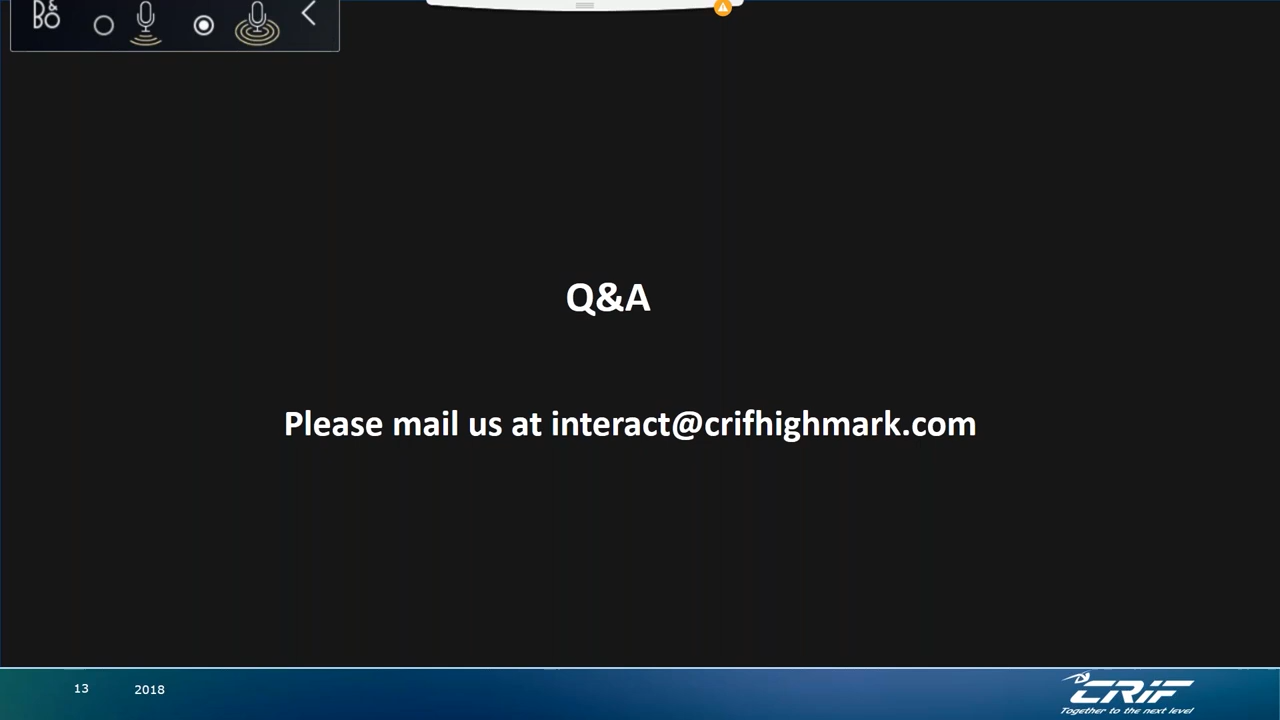 B&O
Q&A
Please mail us at interact@crifhighmark.com
13
2018
CRIF
Together to the next level